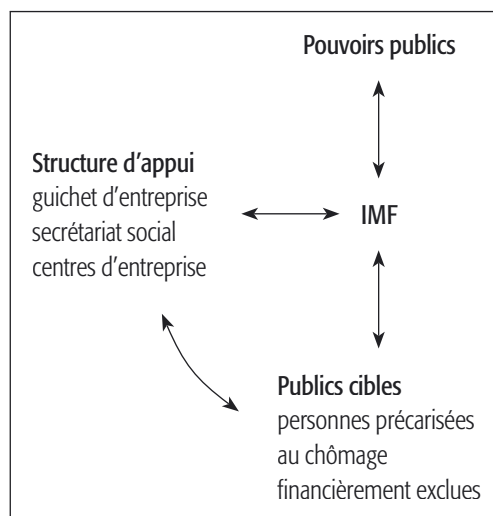 Pouvoirs publics
Structure d'appui
guichet d'entreprise
secrétariat social
centres d'entreprise
IMF
Publics cibles
personnes précarisées
au chômage
financièrement exclues